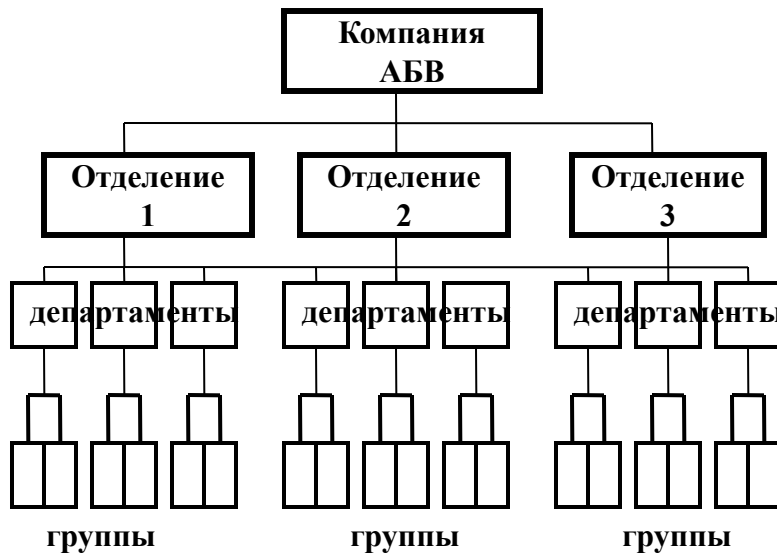 Компания
АБВ
Отделение
1
Отделение
2
Отделение
3
департаменты
департаменты
департаменты
группы
группы
группы